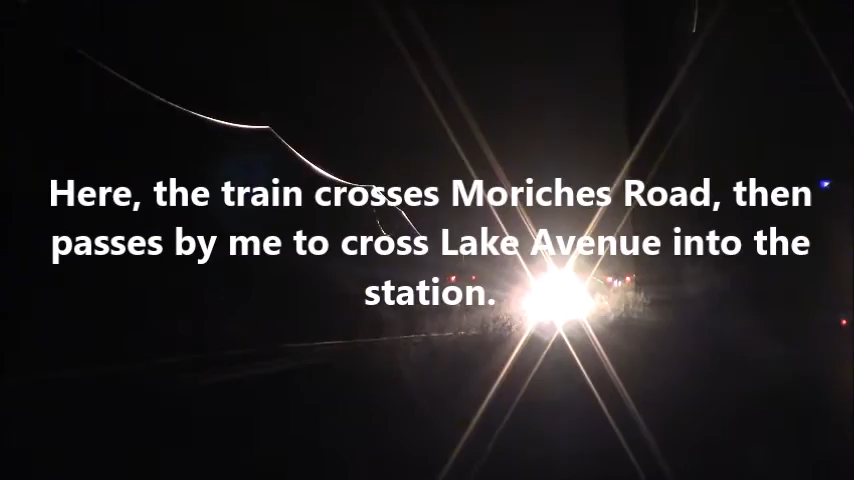 Here, the train crosses Moriches Road, then
passes by me to cross Lake Avenue into the
station.